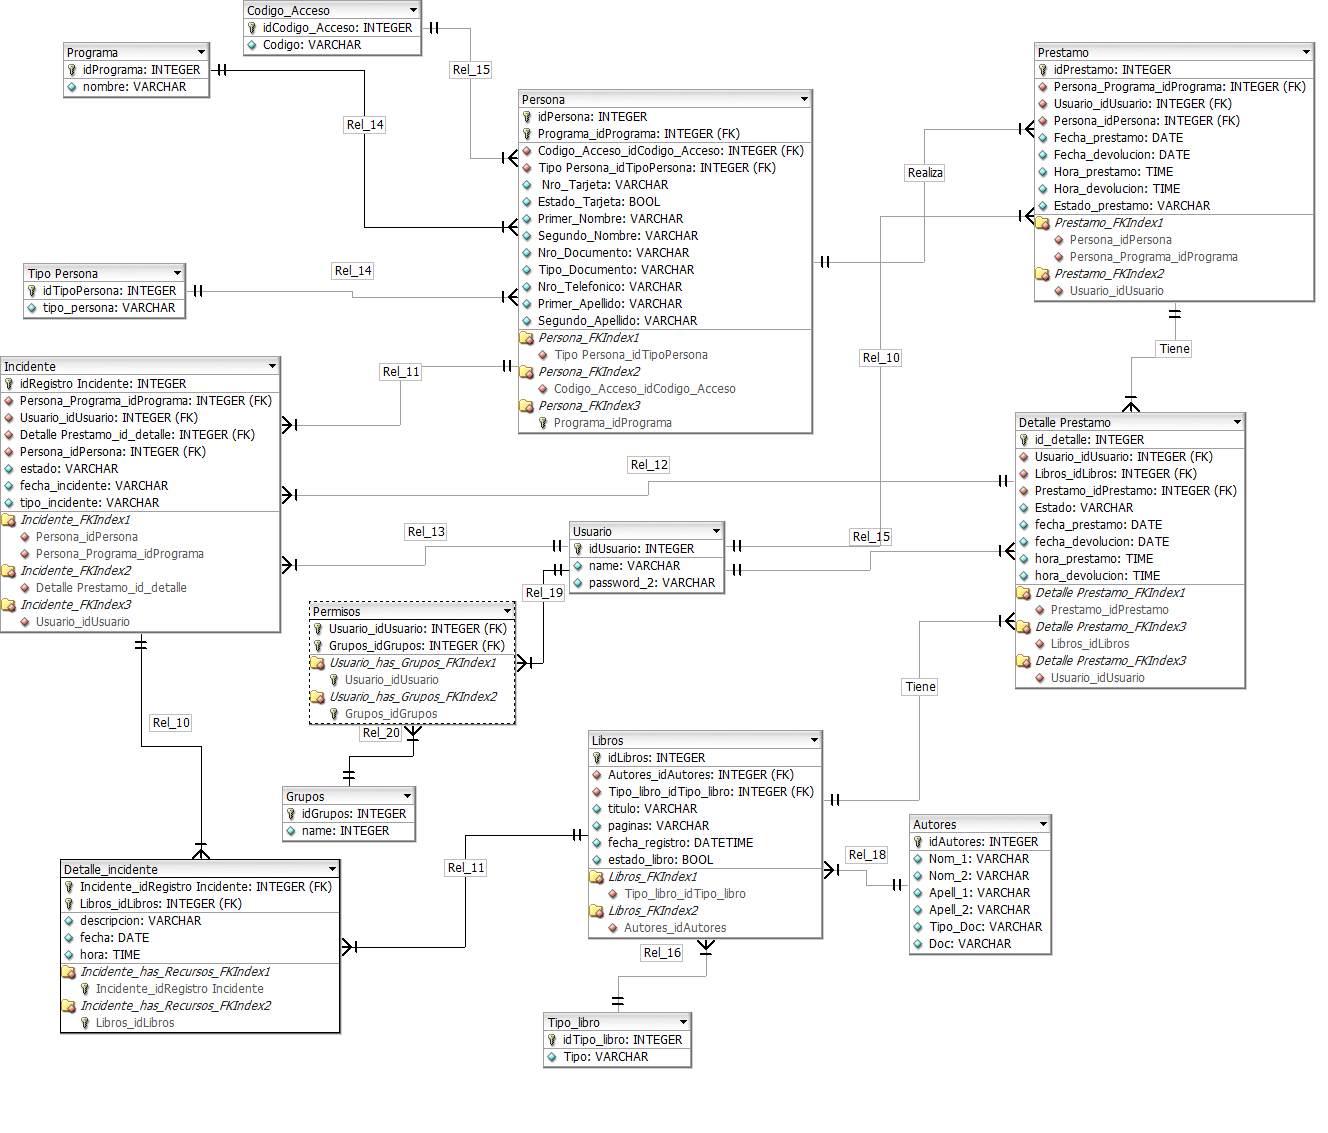 Codigo_Acceso
idCodigo_Acceso: INTEGER
Codigo: VARCHAR
Programa
idPrograma: INTEGER
nombre: VARCHAR
Rel_15
Rel_14
Persona
idPersona: INTEGER
Programa_idPrograma: INTEGER (FK)
Codigo_Acceso_idCodigo_Acceso: INTEGER (FK)
Tipo Persona_idTipoPersona: INTEGER (FK)
Nro_Tarjeta: VARCHAR
Estado_Tarjeta: BOOL
Primer_Nombre: VARCHAR
Segundo_Nombre: VARCHAR
Nro_Documento: VARCHAR
Tipo_Documento: VARCHAR
Nro_Telefonico: VARCHAR
Primer_Apellido: VARCHAR
Segundo_Apellido: VARCHAR
Persona_FKIndex1
Tipo Persona_idTipoPersona
Persona_FKIndex2
Codigo_Acceso_idCodigo_Acceso
Persona_FKIndex3
Programa_idPrograma
Prestamo
idPrestamo: INTEGER
Persona_Programa_idPrograma: INTEGER (FK)
Usuario_idUsuario: INTEGER (FK)
Persona_idPersona: INTEGER (FK)
Fecha_prestamo: DATE
Fecha_devolucion: DATE
Hora_prestamo: TIME
Hora_devolucion: TIME
Estado_prestamo: VARCHAR
Prestamo_FKIndex1
Persona_idPersona
Persona_Programa_idPrograma
Prestamo_FKIndex2
Usuario_idUsuario
Realiza
Tipo Persona
idTipoPersona: INTEGER
tipo_persona: VARCHAR
Rel_14
Rel_11
Rel_10
Tiene
Incidente
idRegistro Incidente: INTEGER
Persona_Programa_idPrograma: INTEGER (FK)
Usuario_idUsuario: INTEGER (FK)
Detalle Prestamo_id_detalle: INTEGER (FK)
Persona_idPersona: INTEGER (FK)
estado: VARCHAR
fecha_incidente: VARCHAR
tipo_incidente: VARCHAR
Incidente_FKIndex1
Persona_idPersona
Persona_Programa_idPrograma
Incidente_FKIndex2
Detalle Prestamo_id_detalle
Incidente_FKIndex3
Usuario_idUsuario
Rel_12
Rel_13
Usuario
idUsuario: INTEGER
name: VARCHAR
password_2: VARCHAR
Rel_15
Rel_19
Detalle Prestamo
id_detalle: INTEGER
Usuario_idUsuario: INTEGER (FK)
Libros_idLibros: INTEGER (FK)
Prestamo_idPrestamo: INTEGER (FK)
Estado: VARCHAR
fecha_prestamo: DATE
fecha_devolucion: DATE
hora_prestamo: TIME
hora_devolucion: TIME
Detalle Prestamo_FKIndex1
Prestamo_idPrestamo
Detalle Prestamo_FKIndex3
Libros_idLibros
Detalle Prestamo_FKIndex3
Usuario_idUsuario
Permisos
Usuario_idUsuario: INTEGER (FK)
Grupos_idGrupos: INTEGER (FK)
Usuario_has_Grupos_FKIndex1
Usuario_idUsuario
Usuario_has_Grupos_FKIndex2
Grupos_idGrupos
Tiene
Rel_10
Rel_20
Grupos
idGrupos: INTEGER
name: INTEGER
Libros
idLibros: INTEGER
Autores_idAutores: INTEGER (FK)
Tipo_libro_idTipo_libro: INTEGER (FK)
titulo: VARCHAR
paginas: VARCHAR
fecha_registro: DATETIME
estado_libro: BOOL
Libros_FKIndex1
Tipo_libro_idTipo_libro
Libros_FKIndex2
Autores_idAutores
Rel_18
Autores
idAutores: INTEGER
Nom_1: VARCHAR
Nom_2: VARCHAR
Apell_1: VARCHAR
Apell_2: VARCHAR
Tipo_Doc: VARCHAR
Doc: VARCHAR
Rel_11
Detalle_incidente
Incidente_idRegistro Incidente: INTEGER (FK)
Libros_idLibros: INTEGER (FK)
descripcion: VARCHAR
fecha: DATE
hora: TIME
Incidente_has_Recursos_FKIndex1
Incidente_idRegistro Incidente
Incidente_has_Recursos_FKIndex2
Libros_idLibros
Rel_16
Tipo_libro
idTipo_libro: INTEGER
Tipo: VARCHAR